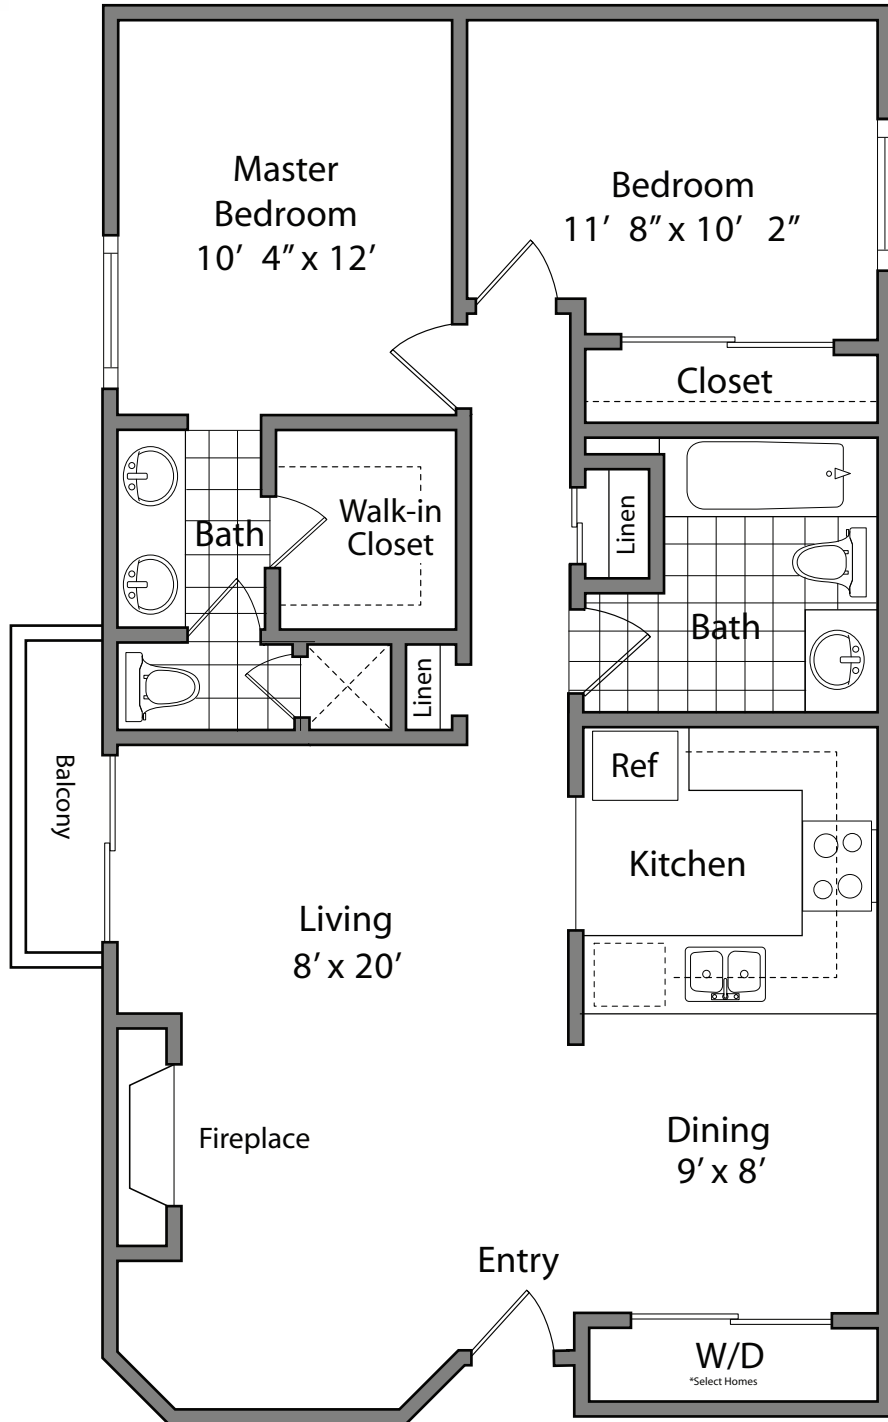 Master
Bedroom
10′ 4″ x 12′
Bedroom
11′ 8″ x 10′ 2″
Closet
Walk-in
Closet
Bath
Linen
Bath
Linen
Balcony
Ref
Kitchen
Living
8′ x 20′
Fireplace
Dining
9′ x 8′
Entry
W/D
*Select Homes